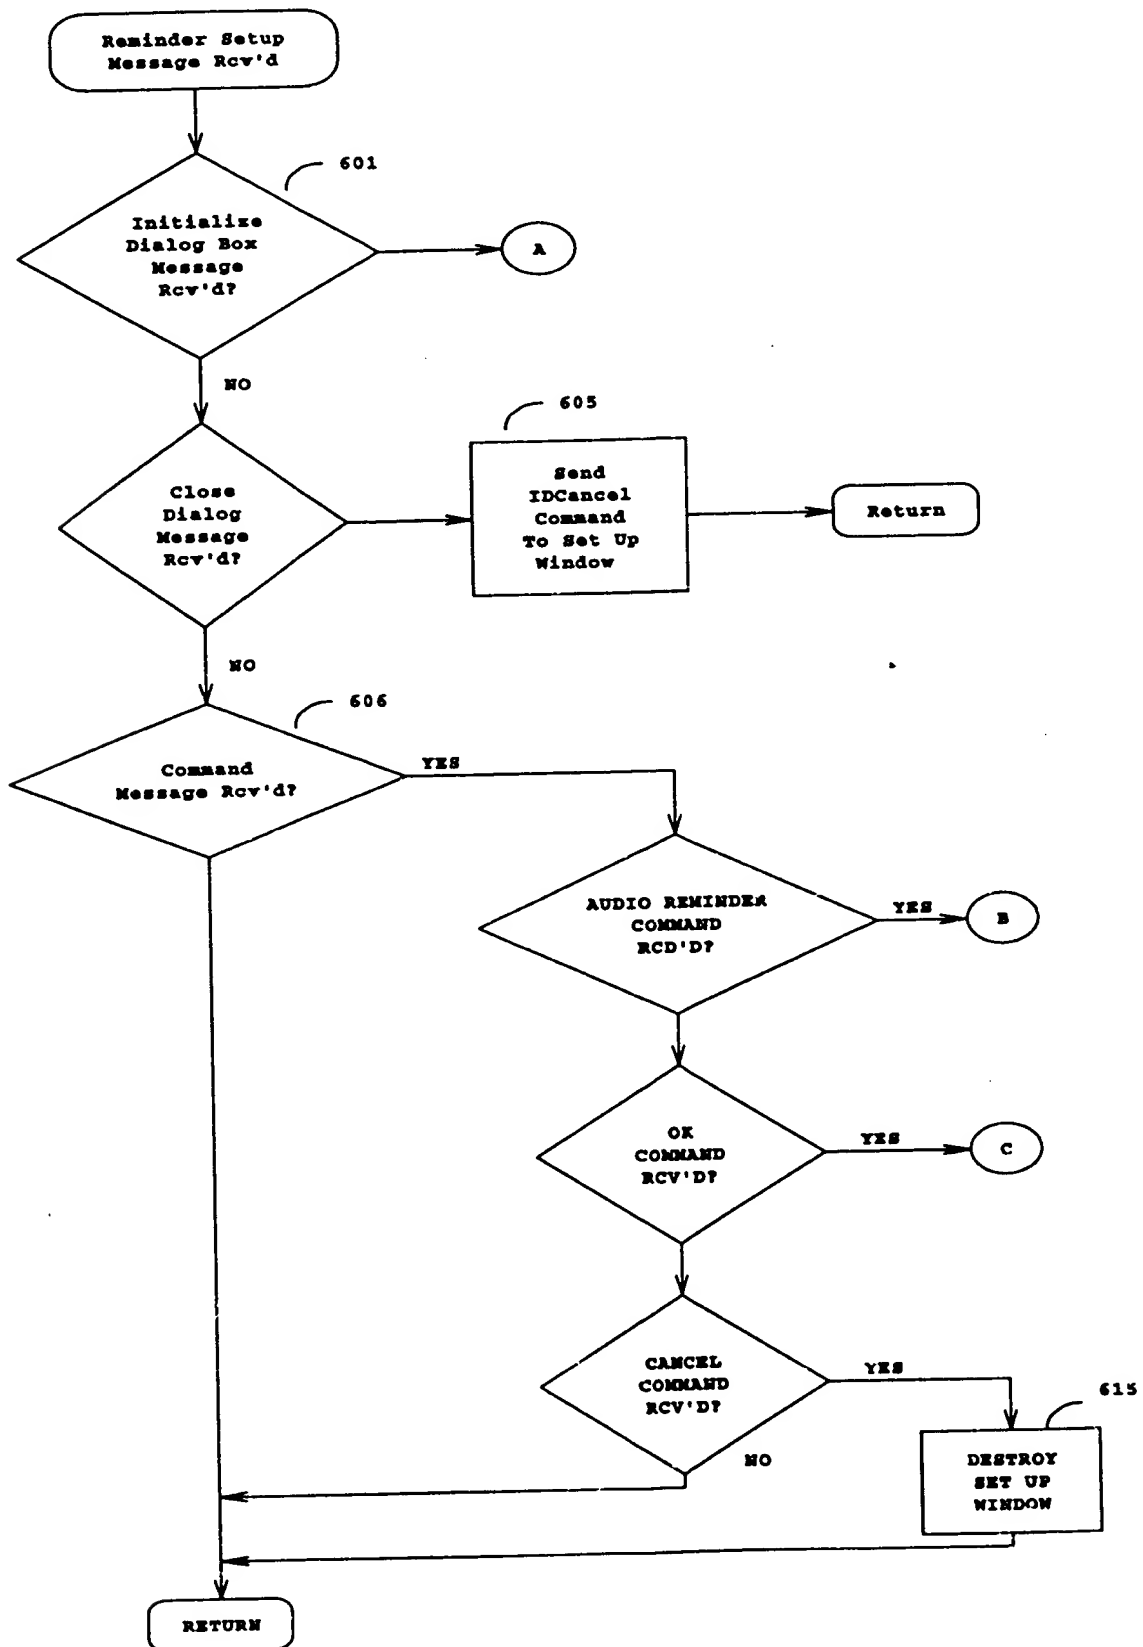 Reminder Setup
Message Rcv'd
601
Initialize
Dialog Box
Message
Rcv'd?
A
NO
605
Close
Dialog
Message
Rcv'd?
Send
IDCancel
Command
To Set Up
Window
Return
NO
606
Command
Message Rcv'd?
YES
AUDIO REMINDER
COMMAND
RCD'D?
YES
B
OK
COMMAND
RCV'D?
YES
C
CANCEL
COMMAND
RCV'D?
YES
615
NO
DESTROY
SET UP
WINDOW
RETURN